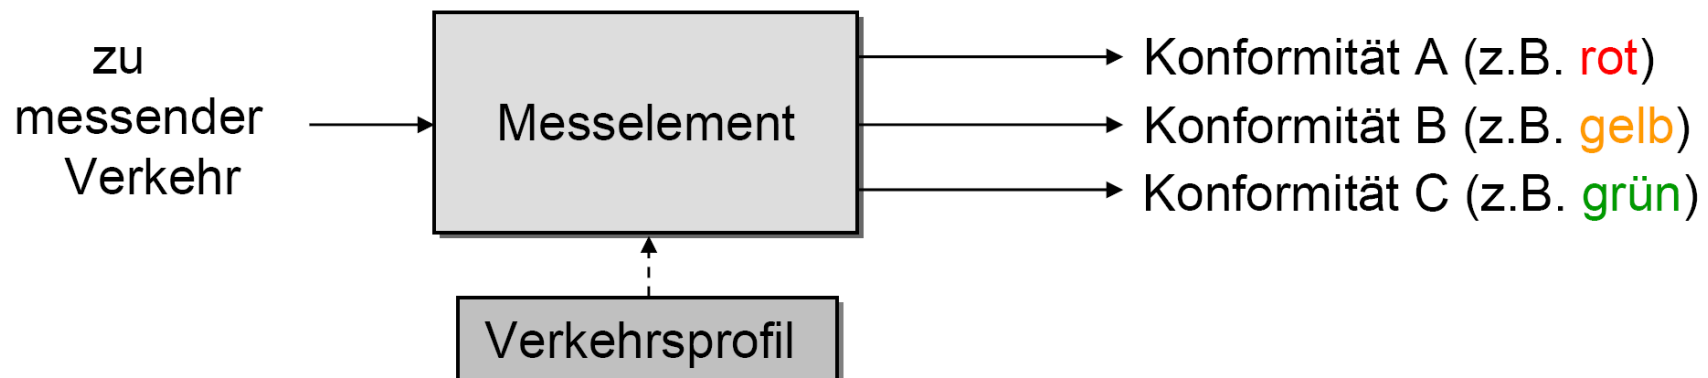 zu
messender
Verkehr
Messelement
Verkehrsprofil
Konformität A (z.B. rot)
Konformität B (z.B. gelb)
Konformität C (z.B. grün)